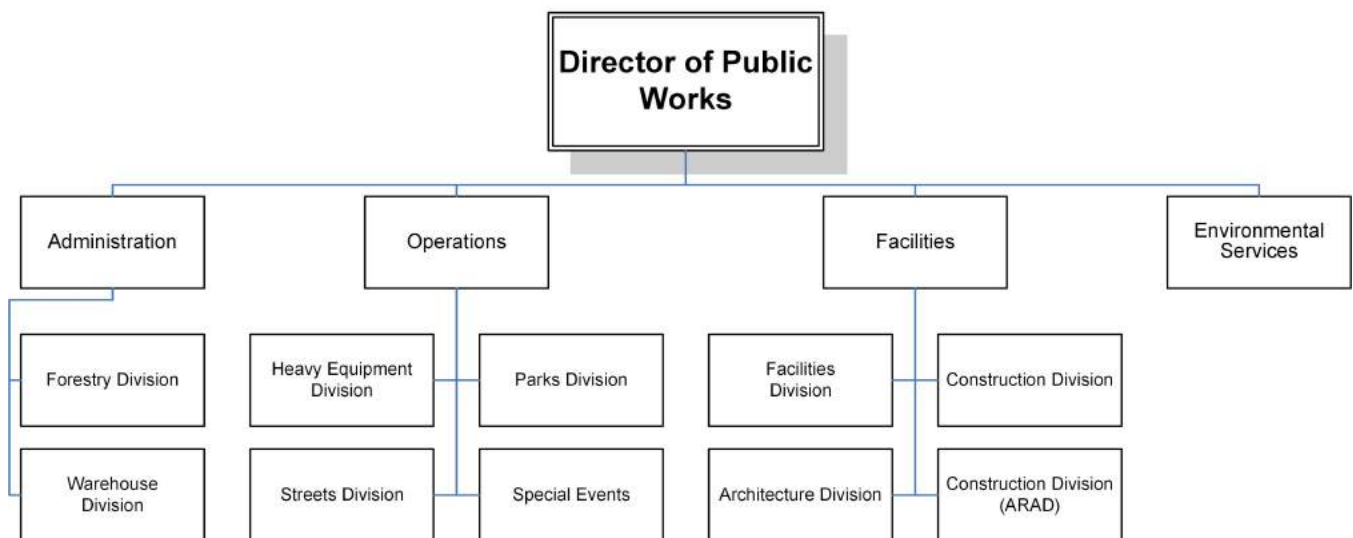 Director of Public
Works
Administration
Operations
Facilities
Environmental
Services
Forestry Division
Heavy Equipment
Division
Parks Division
Facilities
Division
Construction Division
Warehouse
Division
Streets Division
Special Events
Architecture Division
Construction Division
(ARAD)